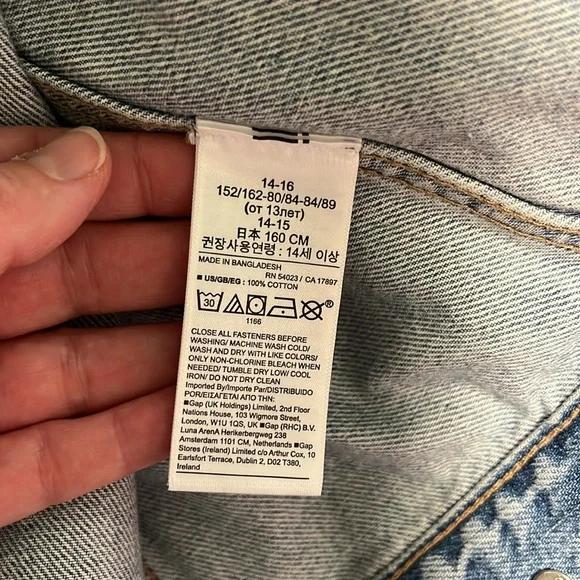 14-16
152/162-80/84-84/89
(от 13лет)
14-15
日本 160 CM
권장사용연령 : 14세 이상
MADE IN BANGLADESH
RN 54023 / CA 17897
■ US/GB/EG : 100% COTTON
30
1166
CLOSE ALL FASTENERS BEFORE
WASHING/ MACHINE WASH COLD/
WASH AND DRY WITH LIKE COLORS/
ONLY NON-CHLORINE BLEACH WHEN
NEEDED/ TUMBLE DRY LOW/ COOL
IRON/ DO NOT DRY CLEAN
Imported By/Importe Par/DISTRIBUIDO
POR/ΕΙΣΑΓΕΤΑΙ ΑΠΟ ΤΗΝ:
■Gap (UK Holdings) Limited, 2nd Floor
Nations House, 103 Wigmore Street,
London, W1U 1QS, UK ■Gap (RHC) B.V.
Luna ArenA Herikerbergweg 238
Amsterdam 1101 CM, Netherlands ■Gap
Stores (Ireland) Limited c/o Arthur Cox, 10
Earlsfort Terrace, Dublin 2, D02 T380,
Ireland